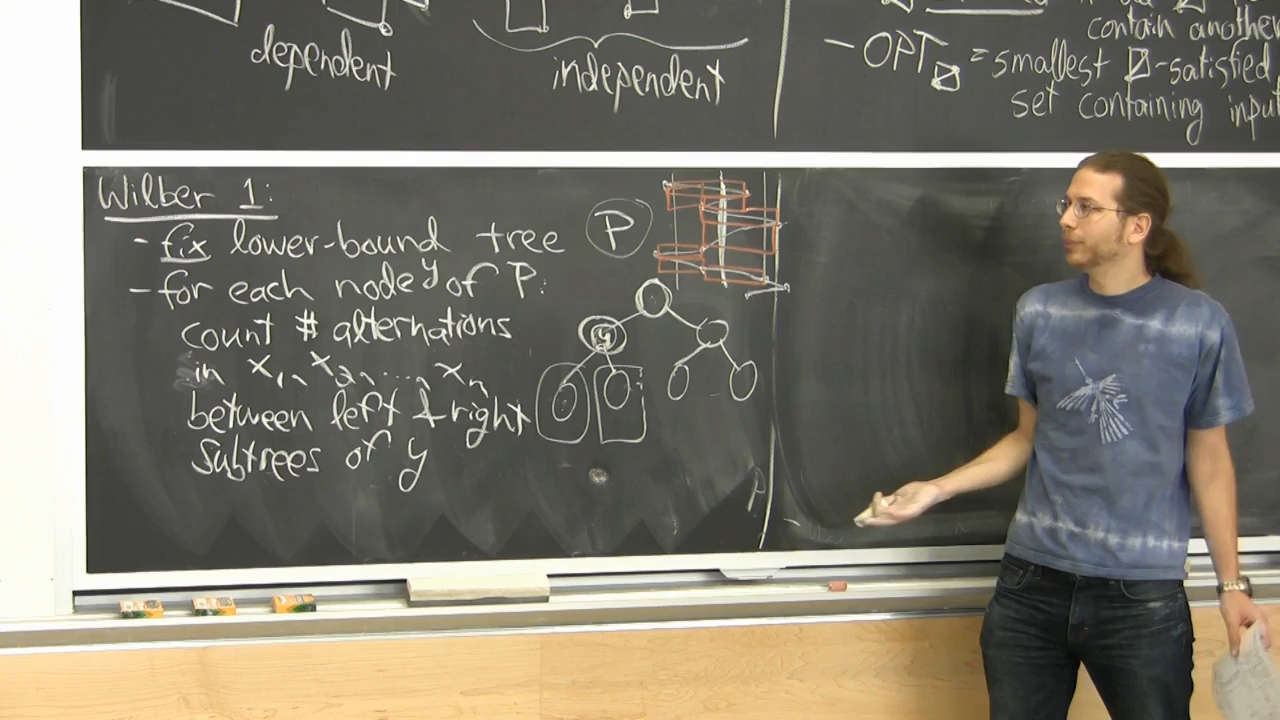 dependent
independent
contain another
- OPT = smallest -satisfied
set containing input
Wilber 1:
- fix lower-bound tree P
- for each node y of P:
count # alternations
in x1, x2, ..., xn
between left & right
subtrees of y
y